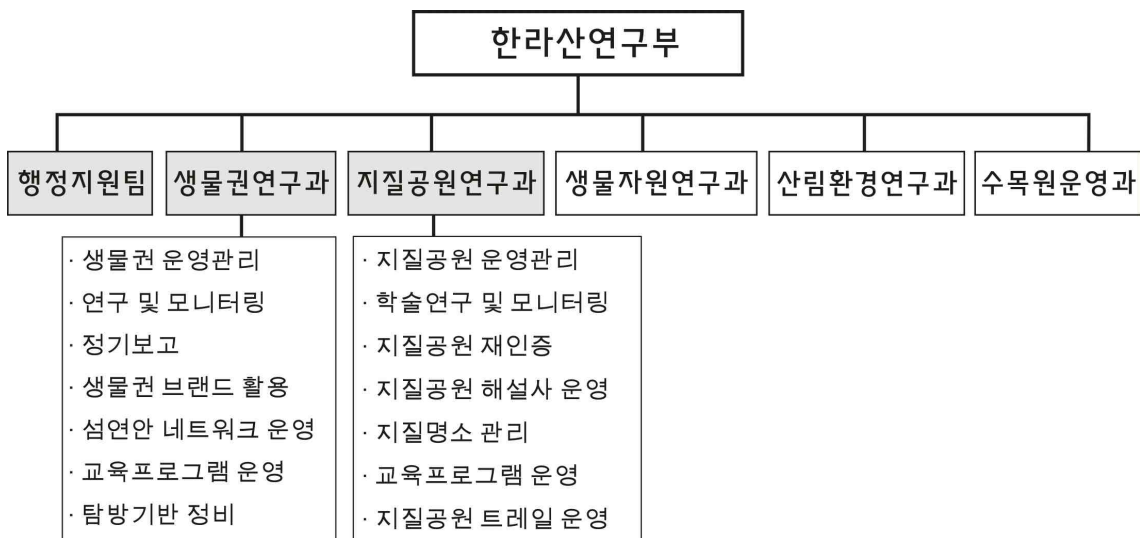 한라산연구부
행정지원팀
생물권연구과
지질공원연구과
생물자원연구과
산림환경연구과
수목원운영과
· 생물권 운영관리
· 연구 및 모니터링
· 정기보고
· 생물권 브랜드 활용
· 섬연안 네트워크 운영
· 교육프로그램 운영
· 탐방기반 정비
· 지질공원 운영관리
· 학술연구 및 모니터링
· 지질공원 재인증
· 지질공원 해설사 운영
· 지질명소 관리
· 교육프로그램 운영
· 지질공원 트레일 운영